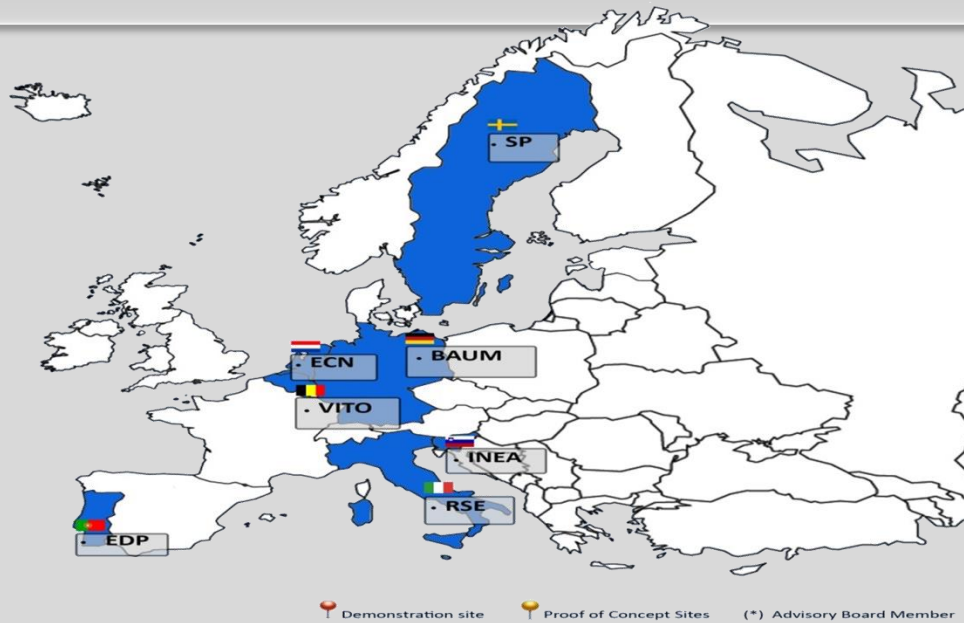 SP
ECN
BAUM
VITO
INEA
RSE
EDP
Demonstration site
Proof of Concept Sites
(*) Advisory Board Member